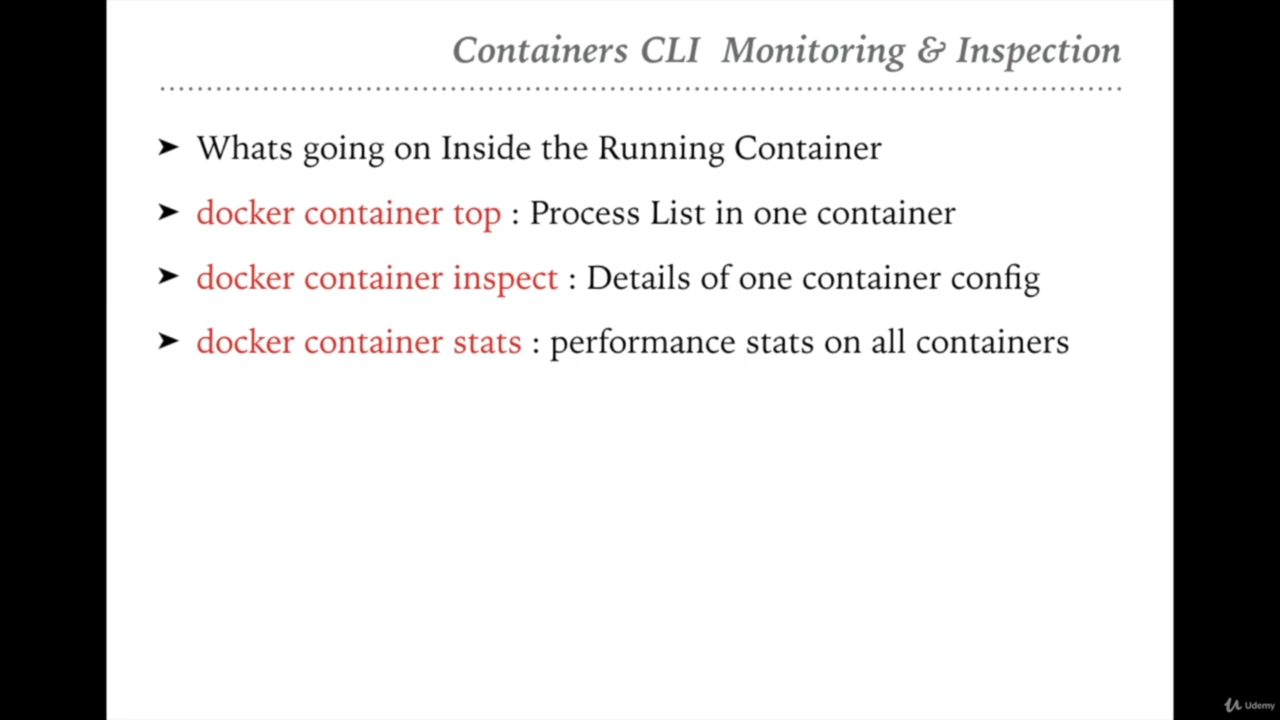 Containers CLI Monitoring & Inspection
➤ Whats going on Inside the Running Container
➤ docker container top : Process List in one container
➤ docker container inspect : Details of one container config
➤ docker container stats : performance stats on all containers
Udemy